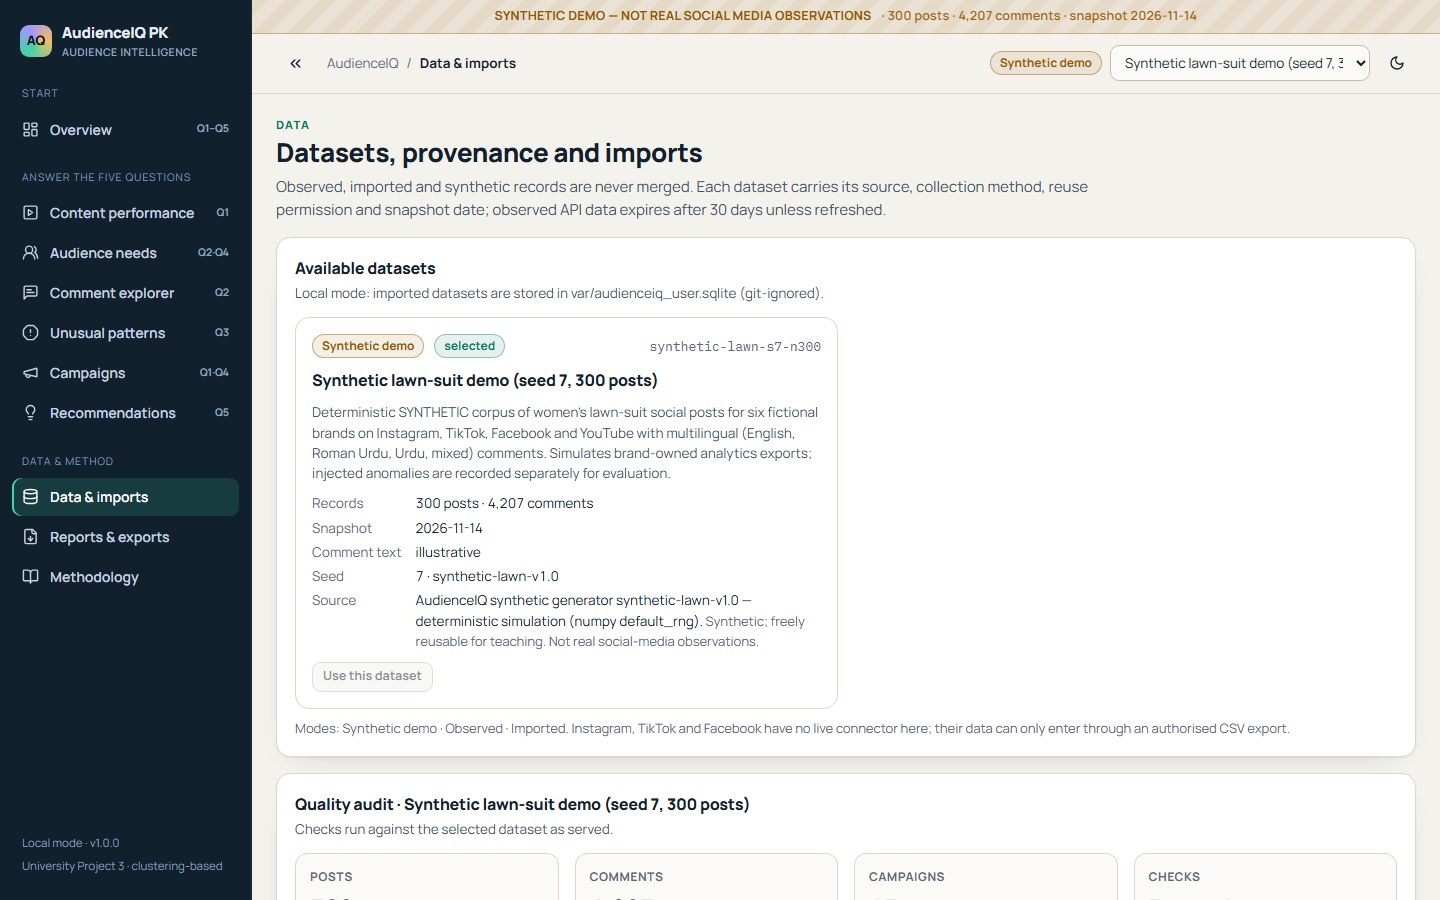 AQ
AudienceIQ PK
AUDIENCE INTELLIGENCE
START
Overview Q1–Q5
ANSWER THE FIVE QUESTIONS
Content performance Q1
Audience needs Q2·Q4
Comment explorer Q2
Unusual patterns Q3
Campaigns Q1·Q4
Recommendations Q5
DATA & METHOD
Data & imports
Reports & exports
Methodology
Local mode · v1.0.0
University Project 3 · clustering-based
SYNTHETIC DEMO — NOT REAL SOCIAL MEDIA OBSERVATIONS · 300 posts · 4,207 comments · snapshot 2026-11-14
AudienceIQ / Data & imports
Synthetic demo
Synthetic lawn-suit demo (seed 7, 3
DATA
Datasets, provenance and imports
Observed, imported and synthetic records are never merged. Each dataset carries its source, collection method, reuse
permission and snapshot date; observed API data expires after 30 days unless refreshed.
Available datasets
Local mode: imported datasets are stored in var/audienceiq_user.sqlite (git-ignored).
Synthetic demo selected synthetic-lawn-s7-n300
Synthetic lawn-suit demo (seed 7, 300 posts)
Deterministic SYNTHETIC corpus of women's lawn-suit social posts for six fictional
brands on Instagram, TikTok, Facebook and YouTube with multilingual (English,
Roman Urdu, Urdu, mixed) comments. Simulates brand-owned analytics exports;
injected anomalies are recorded separately for evaluation.
Records 300 posts · 4,207 comments
Snapshot 2026-11-14
Comment text illustrative
Seed 7 · synthetic-lawn-v1.0
Source AudienceIQ synthetic generator synthetic-lawn-v1.0 —
deterministic simulation (numpy default_rng). Synthetic; freely
reusable for teaching. Not real social-media observations.
Use this dataset
Modes: Synthetic demo · Observed · Imported. Instagram, TikTok and Facebook have no live connector here; their data can only enter through an authorised CSV export.
Quality audit · Synthetic lawn-suit demo (seed 7, 300 posts)
Checks run against the selected dataset as served.
POSTS
COMMENTS
CAMPAIGNS
CHECKS